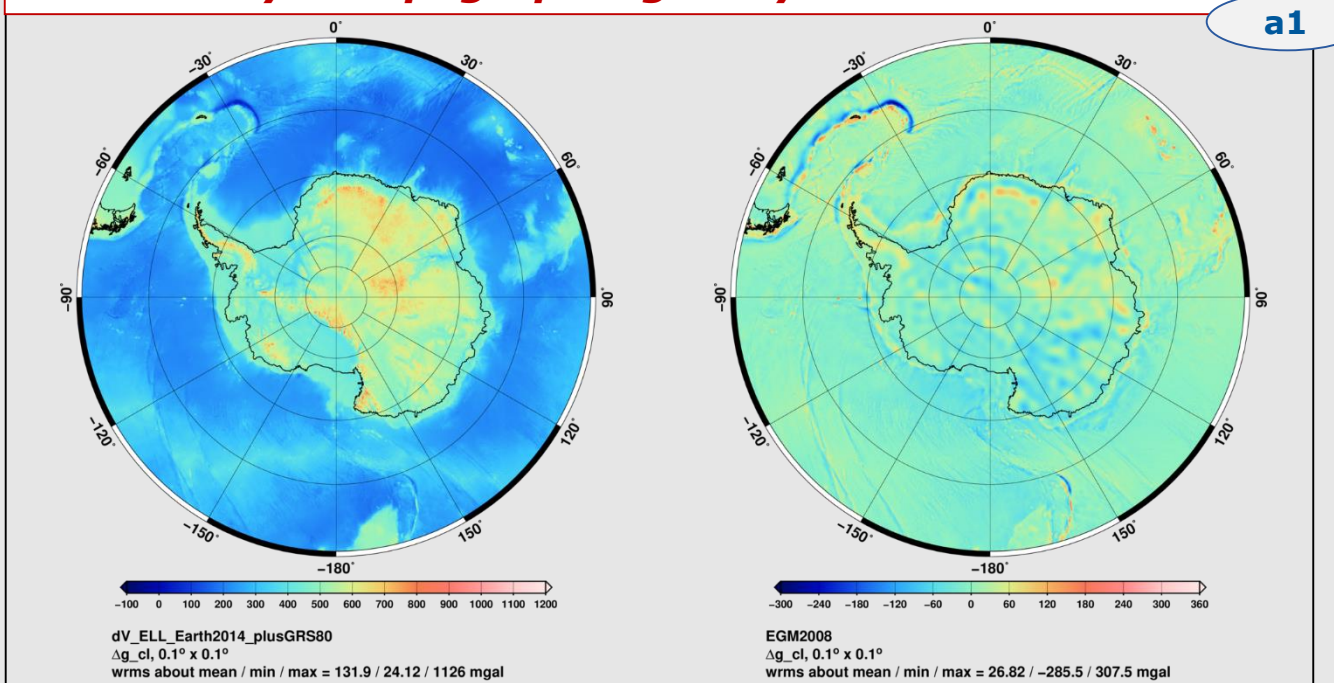 a1
0°
30°
60°
90°
120°
150°
−180°
−150°
−120°
−90°
−60°
−30°
−100 0 100 200 300 400 500 600 700 800 900 1000 1100 1200
dV_ELL_Earth2014_plusGRS80
Δg_cl, 0.1° x 0.1°
wrms about mean / min / max = 131.9 / 24.12 / 1126 mgal
0°
30°
60°
90°
120°
150°
−180°
−150°
−120°
−90°
−60°
−30°
−300 −240 −180 −120 −60 0 60 120 180 240 300 360
EGM2008
Δg_cl, 0.1° x 0.1°
wrms about mean / min / max = 26.82 / −285.5 / 307.5 mgal